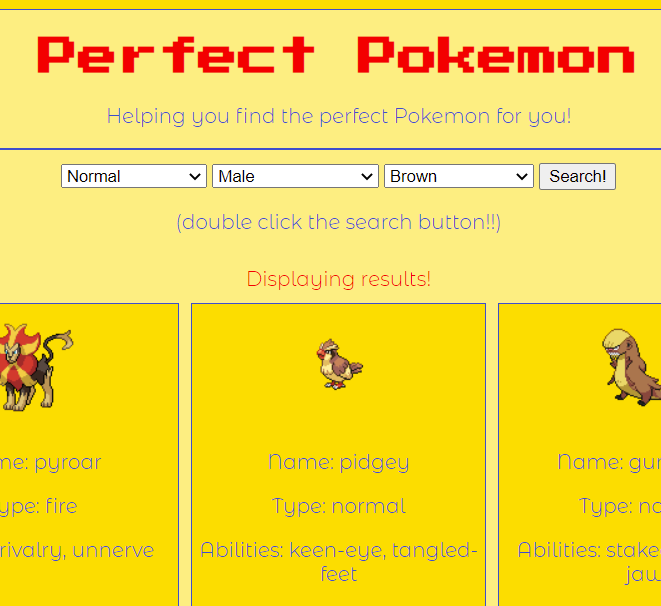 Perfect Pokemon
Helping you find the perfect Pokemon for you!
Normal Male Brown Search!
(double click the search button!!)
Displaying results!
me: pyroar
ype: fire
rivalry, unnerve
Name: pidgey
Type: normal
Abilities: keen-eye, tangled-
feet
Name: gu
Type: no
Abilities: stake
jaw